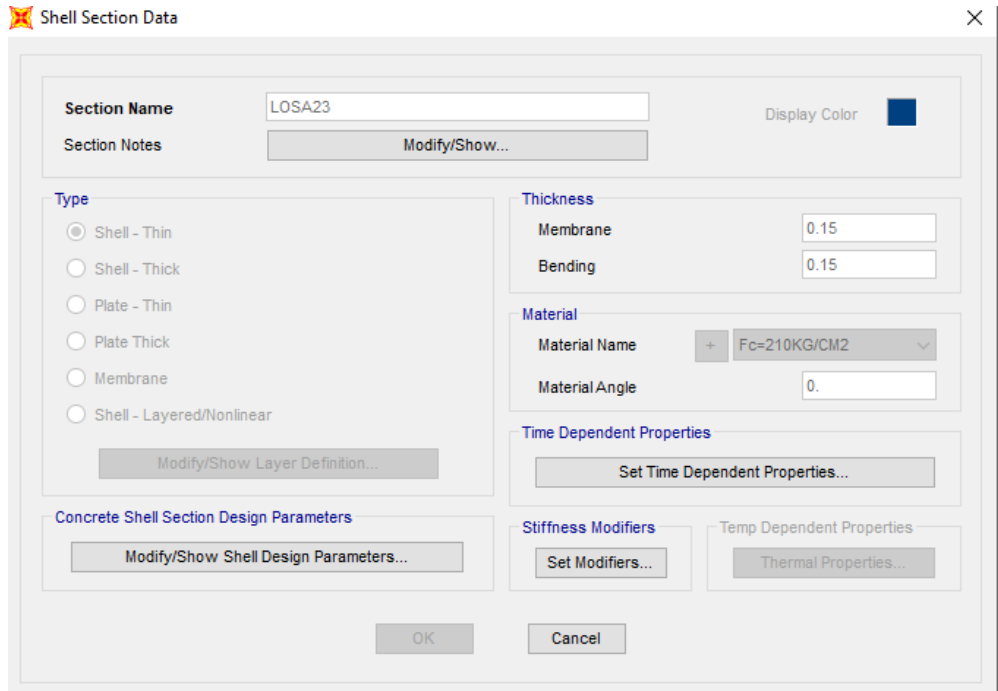 Shell Section Data
Section Name LOSA23 Display Color
Section Notes Modify/Show...
Type
Shell - Thin
Shell - Thick
Plate - Thin
Plate Thick
Membrane
Shell - Layered/Nonlinear
Modify/Show Layer Definition...
Concrete Shell Section Design Parameters
Modify/Show Shell Design Parameters...
Thickness
Membrane 0.15
Bending 0.15
Material
Material Name + Fc=210KG/CM2
Material Angle 0.
Time Dependent Properties
Set Time Dependent Properties...
Stiffness Modifiers
Set Modifiers...
Temp Dependent Properties
Thermal Properties...
OK Cancel